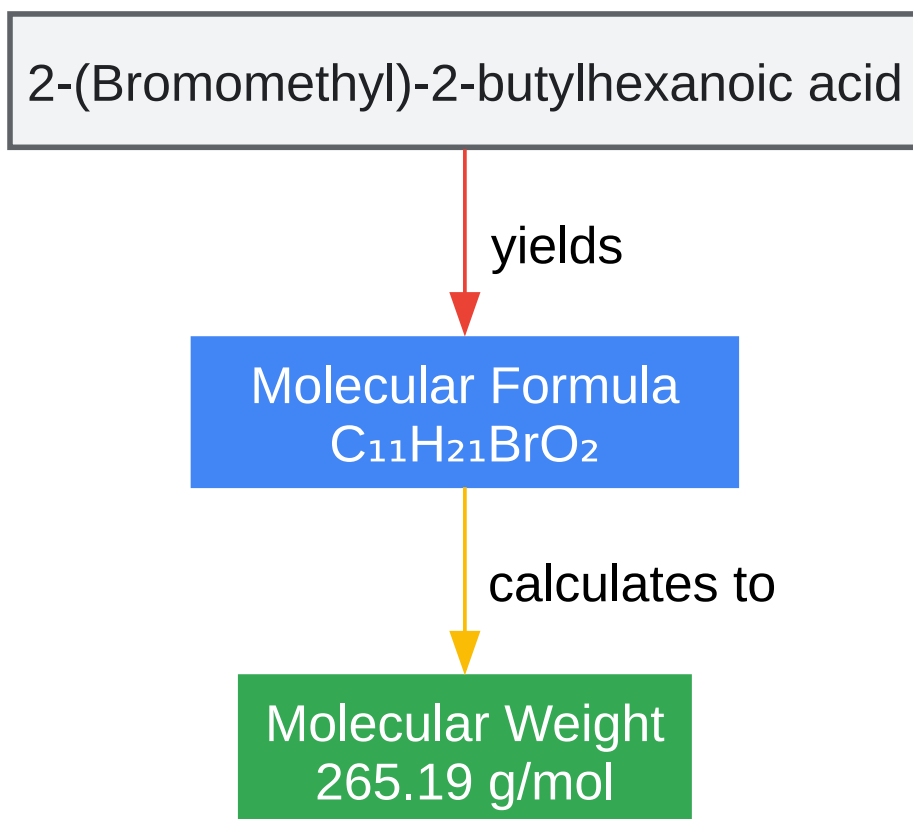 2-(Bromomethyl)-2-butylhexanoic acid
yields
Molecular Formula
C₁₁H₂₁BrO₂
calculates to
Molecular Weight
265.19 g/mol